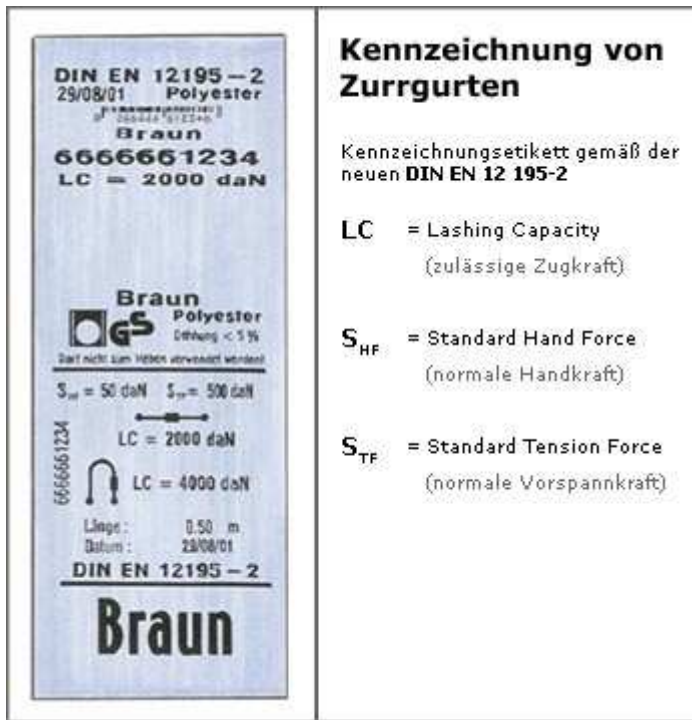 DIN EN 12195-2
29/08/01 Polyester
Braun
6666661234
LC = 2000 daN
Braun
GS Polyester
Dehnung < 5 %
Darf nicht zum Heben verwendet werden!
S_HF = 50 daN S_TF = 500 daN
LC = 2000 daN
6666661234
LC = 4000 daN
Länge : 0.50 m
Datum : 29/08/01
DIN EN 12195-2
Braun
Kennzeichnung von
Zurrgurten
Kennzeichnungsetikett gemäß der
neuen DIN EN 12 195-2
LC = Lashing Capacity
(zulässige Zugkraft)
S_HF = Standard Hand Force
(normale Handkraft)
S_TF = Standard Tension Force
(normale Vorspannkraft)